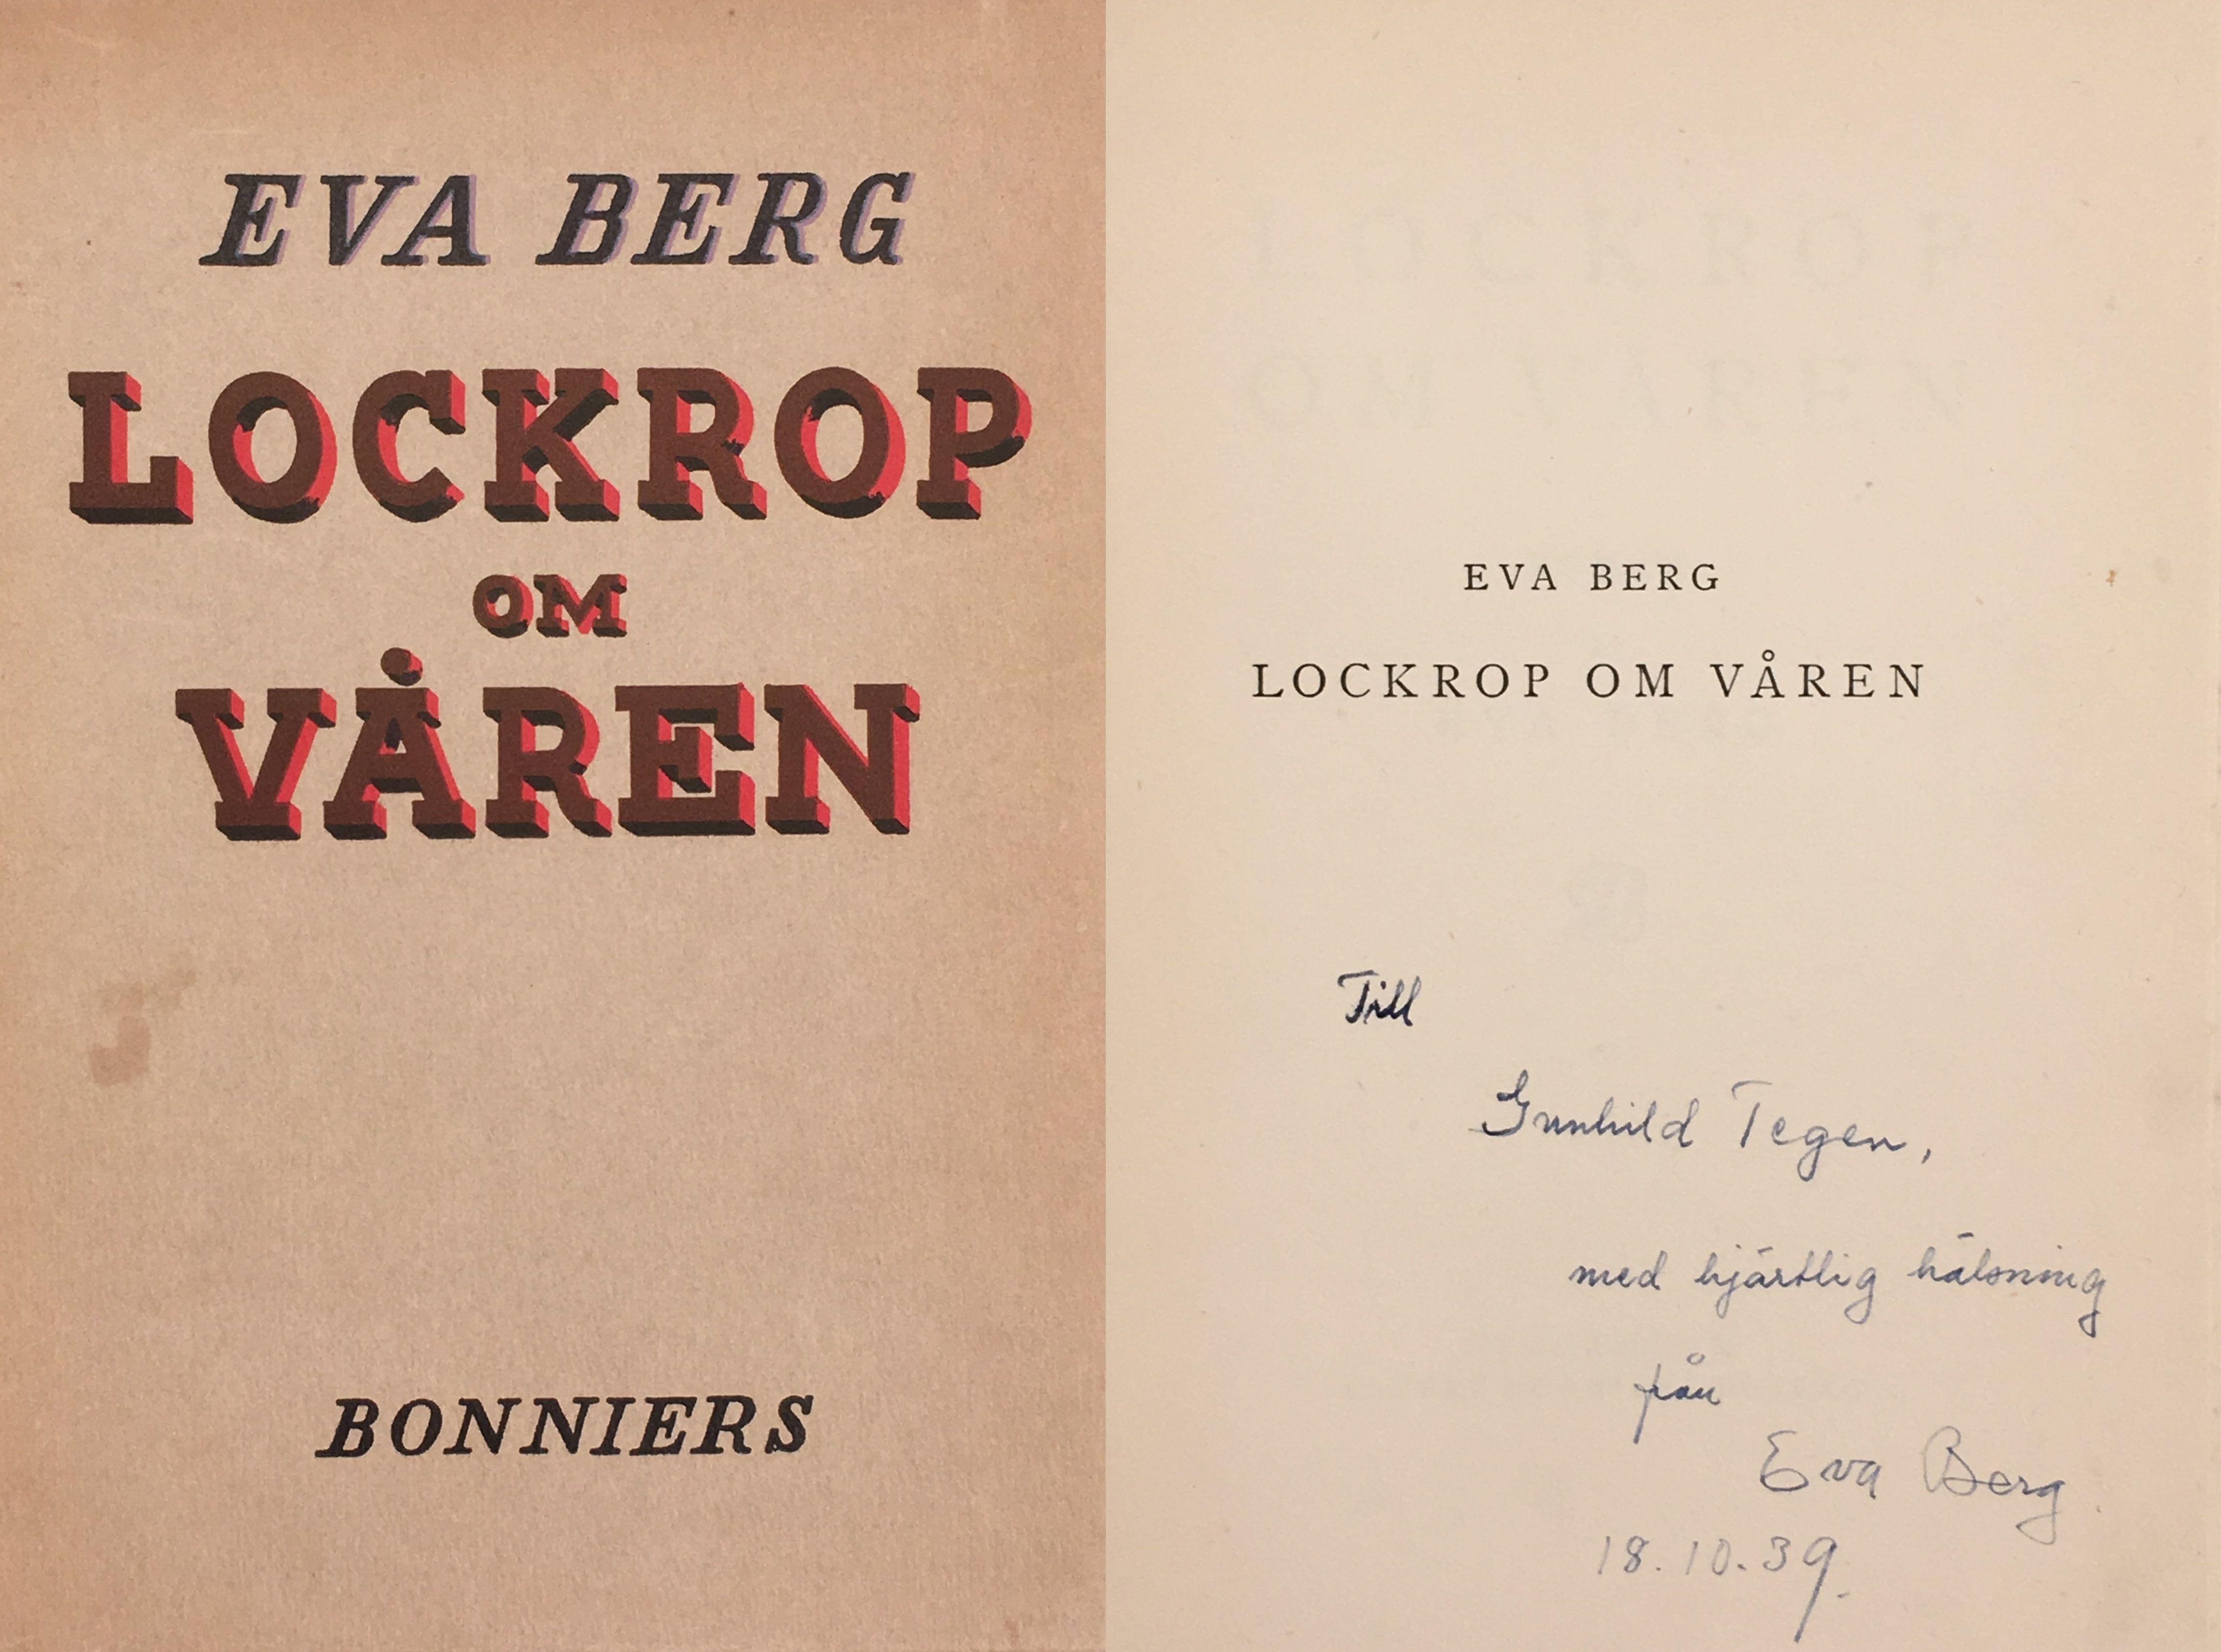 EVA BERG
LOCKROP
OM
VÅREN
BONNIERS
EVA BERG
LOCKROP OM VÅREN
Till
Gunhild Tegen,
med hjärtlig hälsning
från
Eva Berg
18.10.39.